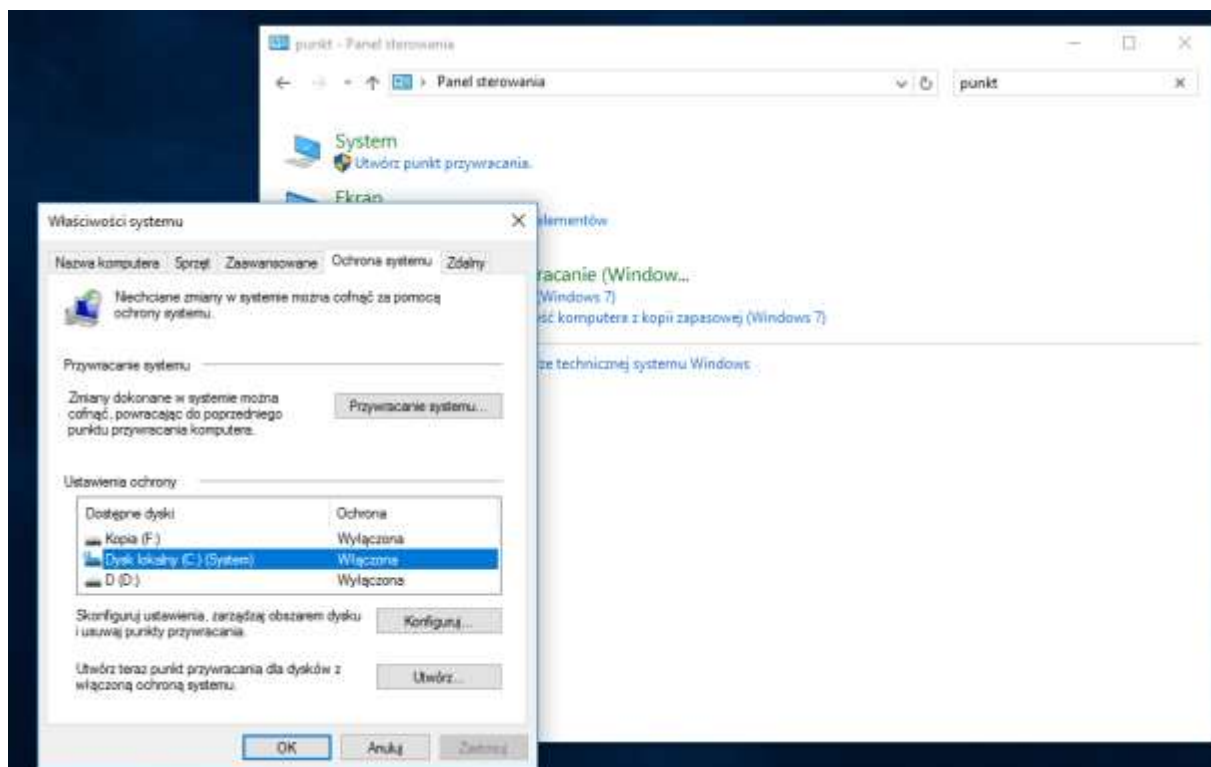 punkt - Panel sterowania
Panel sterowania
punkt
System
Utwórz punkt przywracania.
Ekran
elementów
racanie (Window...
(Windows 7)
ść komputera z kopii zapasowej (Windows 7)
ze technicznej systemu Windows
Właściwości systemu
Nazwa komputera Sprzęt Zaawansowane Ochrona systemu Zdalny
Niechciane zmiany w systemie można cofnąć za pomocą
ochrony systemu.
Przywracanie systemu
Zmiany dokonane w systemie można
cofnąć, powracając do poprzedniego
punktu przywracania komputera.
Przywracanie systemu...
Ustawienia ochrony
Dostępne dyski Ochrona
Kopia (F:) Wyłączona
Dysk lokalny (C:) (System) Włączona
D (D:) Wyłączona
Skonfiguruj ustawienia, zarządzaj obszarem dysku
i usuwaj punkty przywracania.
Konfiguruj...
Utwórz teraz punkt przywracania dla dysków z
włączoną ochroną systemu.
Utwórz...
OK Anuluj Zastosuj